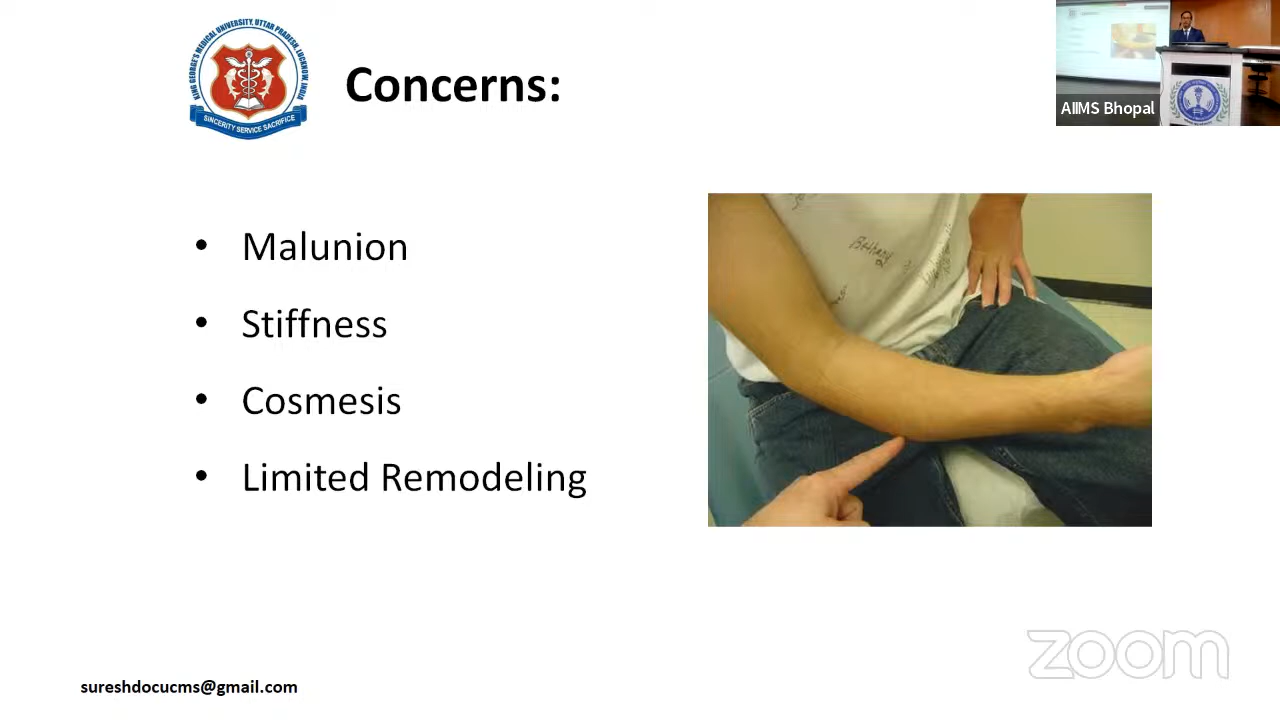 KING GEORGE'S MEDICAL UNIVERSITY, UTTAR PRADESH, LUCKNOW, INDIA
SINCERITY SERVICE SACRIFICE
Concerns:
AIIMS Bhopal
• Malunion
• Stiffness
• Cosmesis
• Limited Remodeling
Bethany
zoom
sureshdocucms@gmail.com